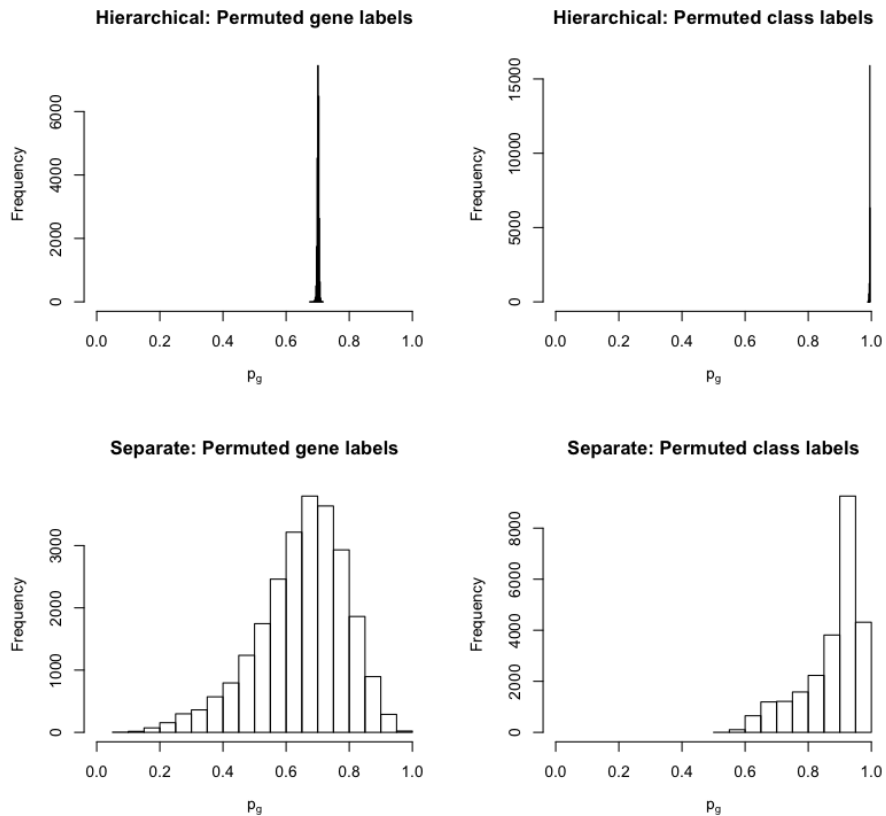 Hierarchical: Permuted gene labels
Frequency
0
2000
4000
6000
0.0 0.2 0.4 0.6 0.8 1.0
pg
Hierarchical: Permuted class labels
Frequency
0
5000
10000
15000
0.0 0.2 0.4 0.6 0.8 1.0
pg
Separate: Permuted gene labels
Frequency
0
1000
2000
3000
0.0 0.2 0.4 0.6 0.8 1.0
pg
Separate: Permuted class labels
Frequency
0
2000
4000
6000
8000
0.0 0.2 0.4 0.6 0.8 1.0
pg